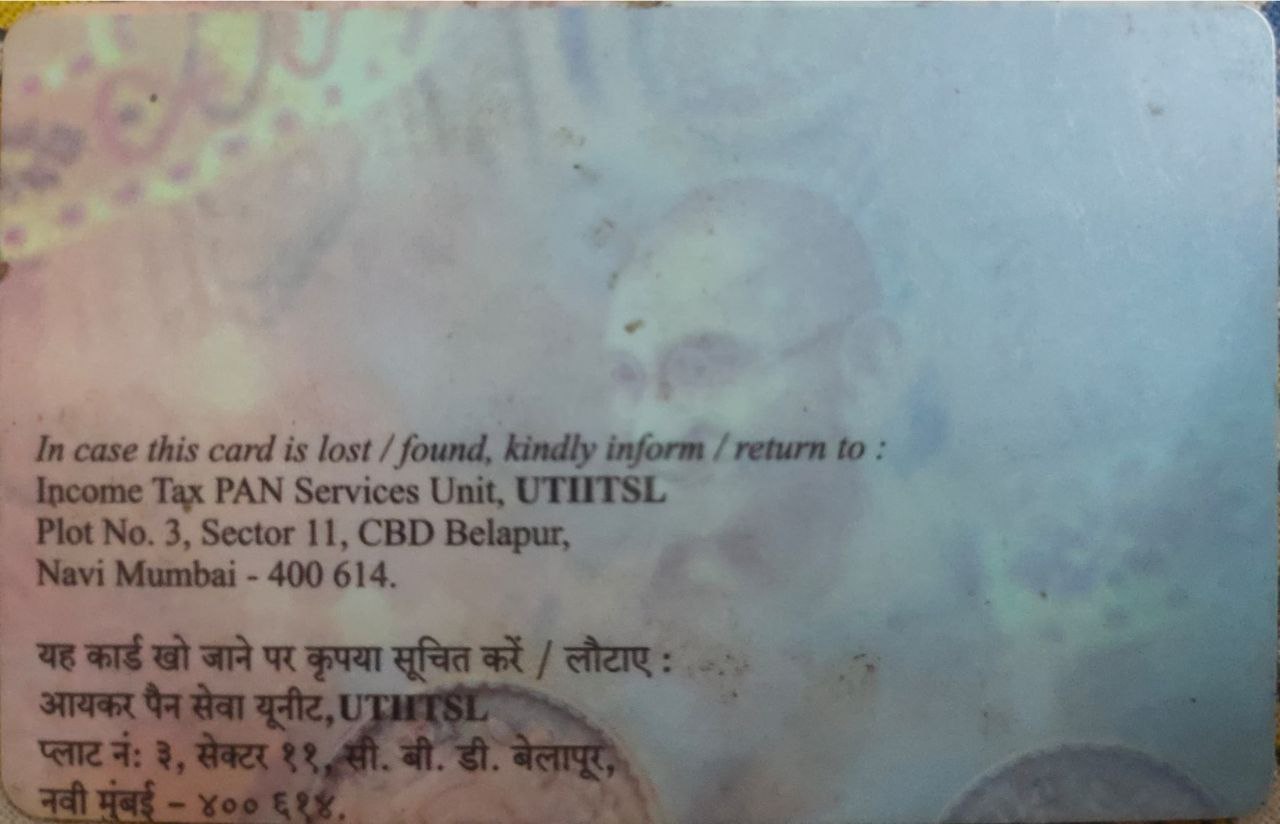 In case this card is lost / found, kindly inform / return to :
Income Tax PAN Services Unit, UTIITSL
Plot No. 3, Sector 11, CBD Belapur,
Navi Mumbai - 400 614.
यह कार्ड खो जाने पर कृपया सूचित करें / लौटाए :
आयकर पैन सेवा यूनीट, UTIITSL
प्लाट नं: ३, सेक्टर ११, सी. बी. डी. बेलापूर,
नवी मुंबई - ४०० ६१४.